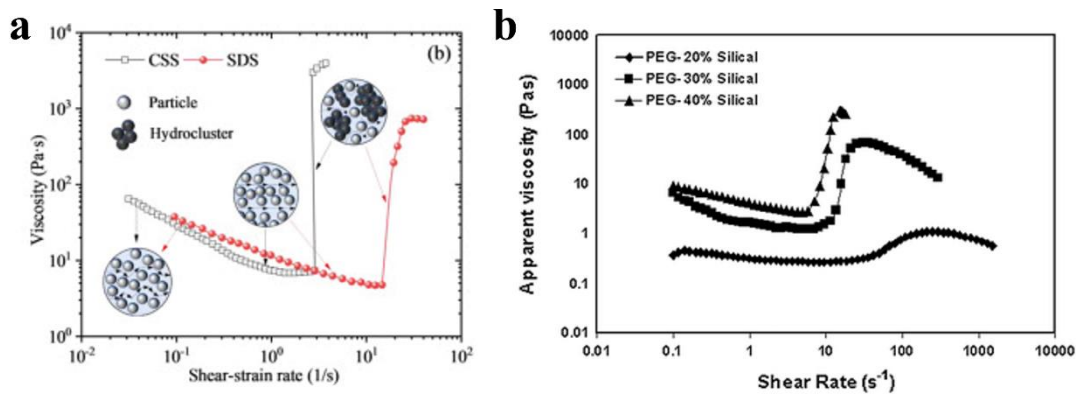 a
(b)
CSS
SDS
Particle
Hydrocluster
Viscosity (Pa·s)
10⁴
10³
10²
10¹
10⁰
10⁻²
10⁻¹
10⁰
10¹
10²
Shear-strain rate (1/s)
b
PEG- 20% Silical
PEG- 30% Silical
PEG- 40% Silical
Apparent viscosity (Pas)
10000
1000
100
10
1
0.1
0.01
0.01
0.1
1
10
100
1000
10000
Shear Rate (s⁻¹)